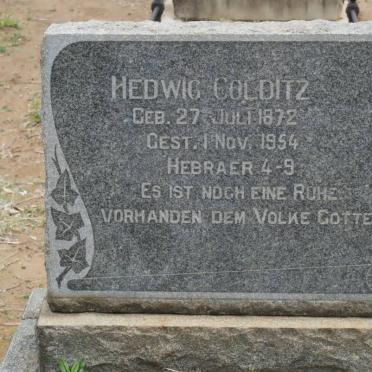 HEDWIG COLDITZ
GEB. 27 JULI 1872
GEST. 1 NOV. 1954
HEBRAER 4-9
ES IST NOCH EINE RUHE
VORHANDEN DEM VOLKE GOTTE